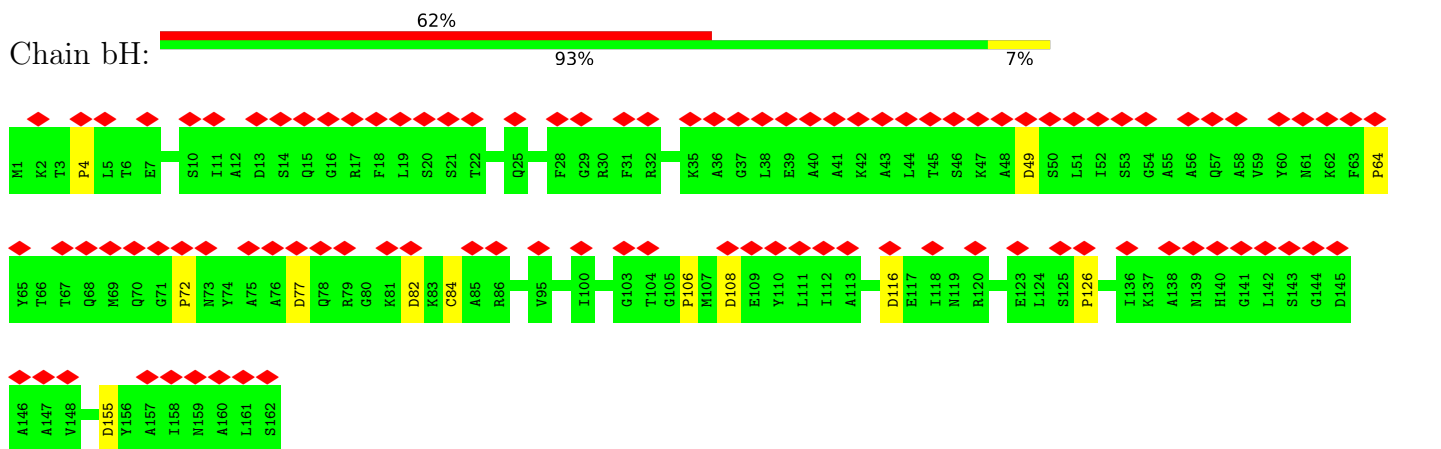 62%
Chain bH:
93% 7%
M1 K2 T3 P4 L5 T6 E7 S10 I11 A12 D13 S14 Q15 G16 R17 F18 L19 S20 S21 T22 Q25 F28 G29 R30 F31 R32 K35 A36 G37 L38 E39 A40 A41 K42 A43 L44 T45 S46 K47 A48 D49 S50 L51 I52 S53 G54 A55 A56 Q57 A58 V59 Y60 N61 K62 F63 P64
Y65 T66 T67 Q68 M69 Q70 G71 P72 N73 Y74 A75 A76 D77 Q78 R79 G80 K81 D82 K83 C84 A85 R86 V95 I100 G103 T104 G105 P106 M107 D108 E109 Y110 L111 I112 A113 D116 E117 I118 N119 R120 E123 L124 S125 P126 I136 K137 A138 N139 H140 G141 L142 S143 G144 D145
A146 A147 V148 D155 Y156 A157 I158 N159 A160 L161 S162